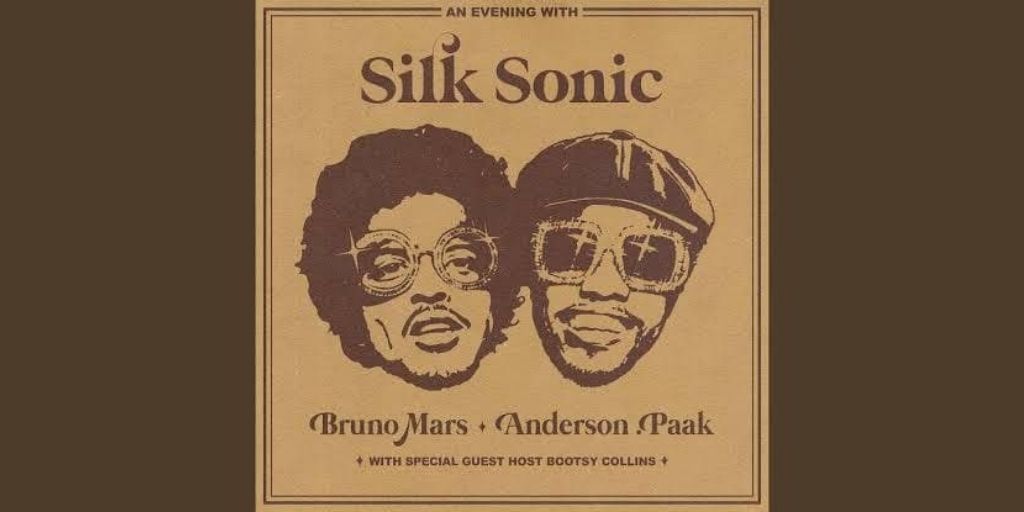 AN EVENING WITH
Silk Sonic
Bruno Mars ✦ Anderson .Paak
✦ WITH SPECIAL GUEST HOST BOOTSY COLLINS ✦